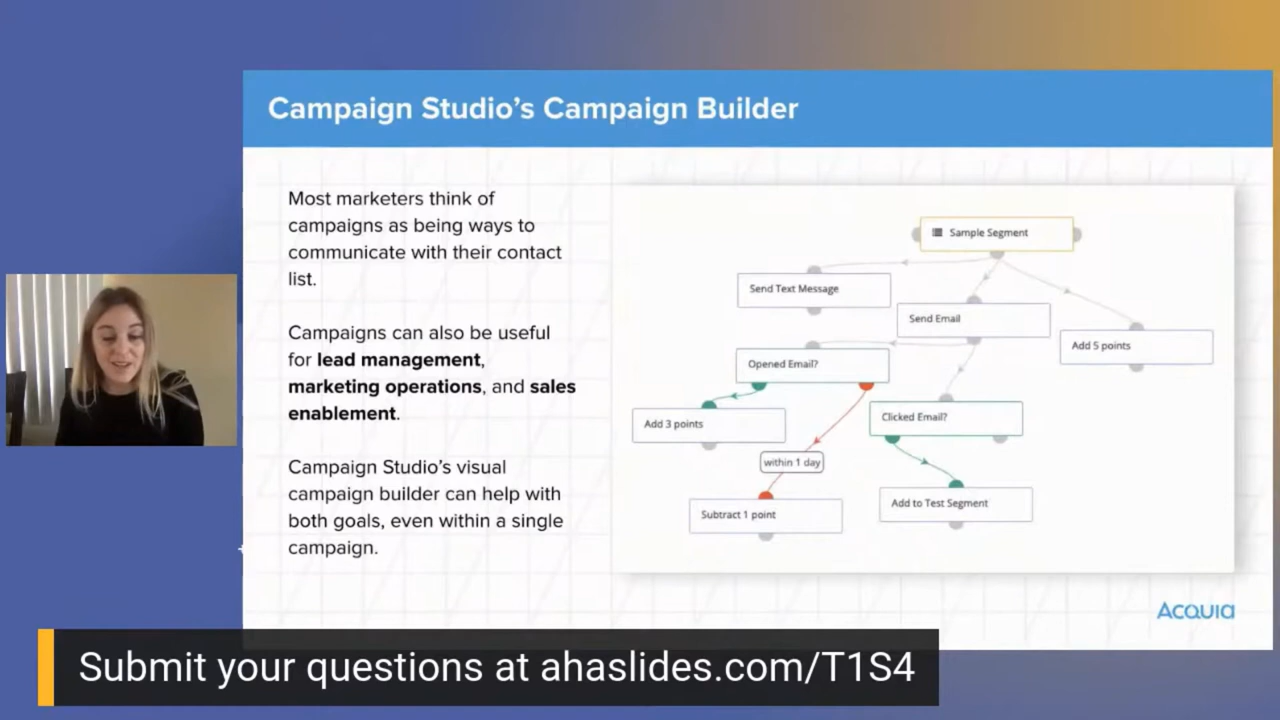 Campaign Studio's Campaign Builder
Most marketers think of
campaigns as being ways to
communicate with their contact
list.
Campaigns can also be useful
for lead management,
marketing operations, and sales
enablement.
Campaign Studio's visual
campaign builder can help with
both goals, even within a single
campaign.
Sample Segment
Send Text Message
Send Email
Add 5 points
Opened Email?
Add 3 points
Clicked Email?
within 1 day
Subtract 1 point
Add to Test Segment
Acquia
Submit your questions at ahaslides.com/T1S4